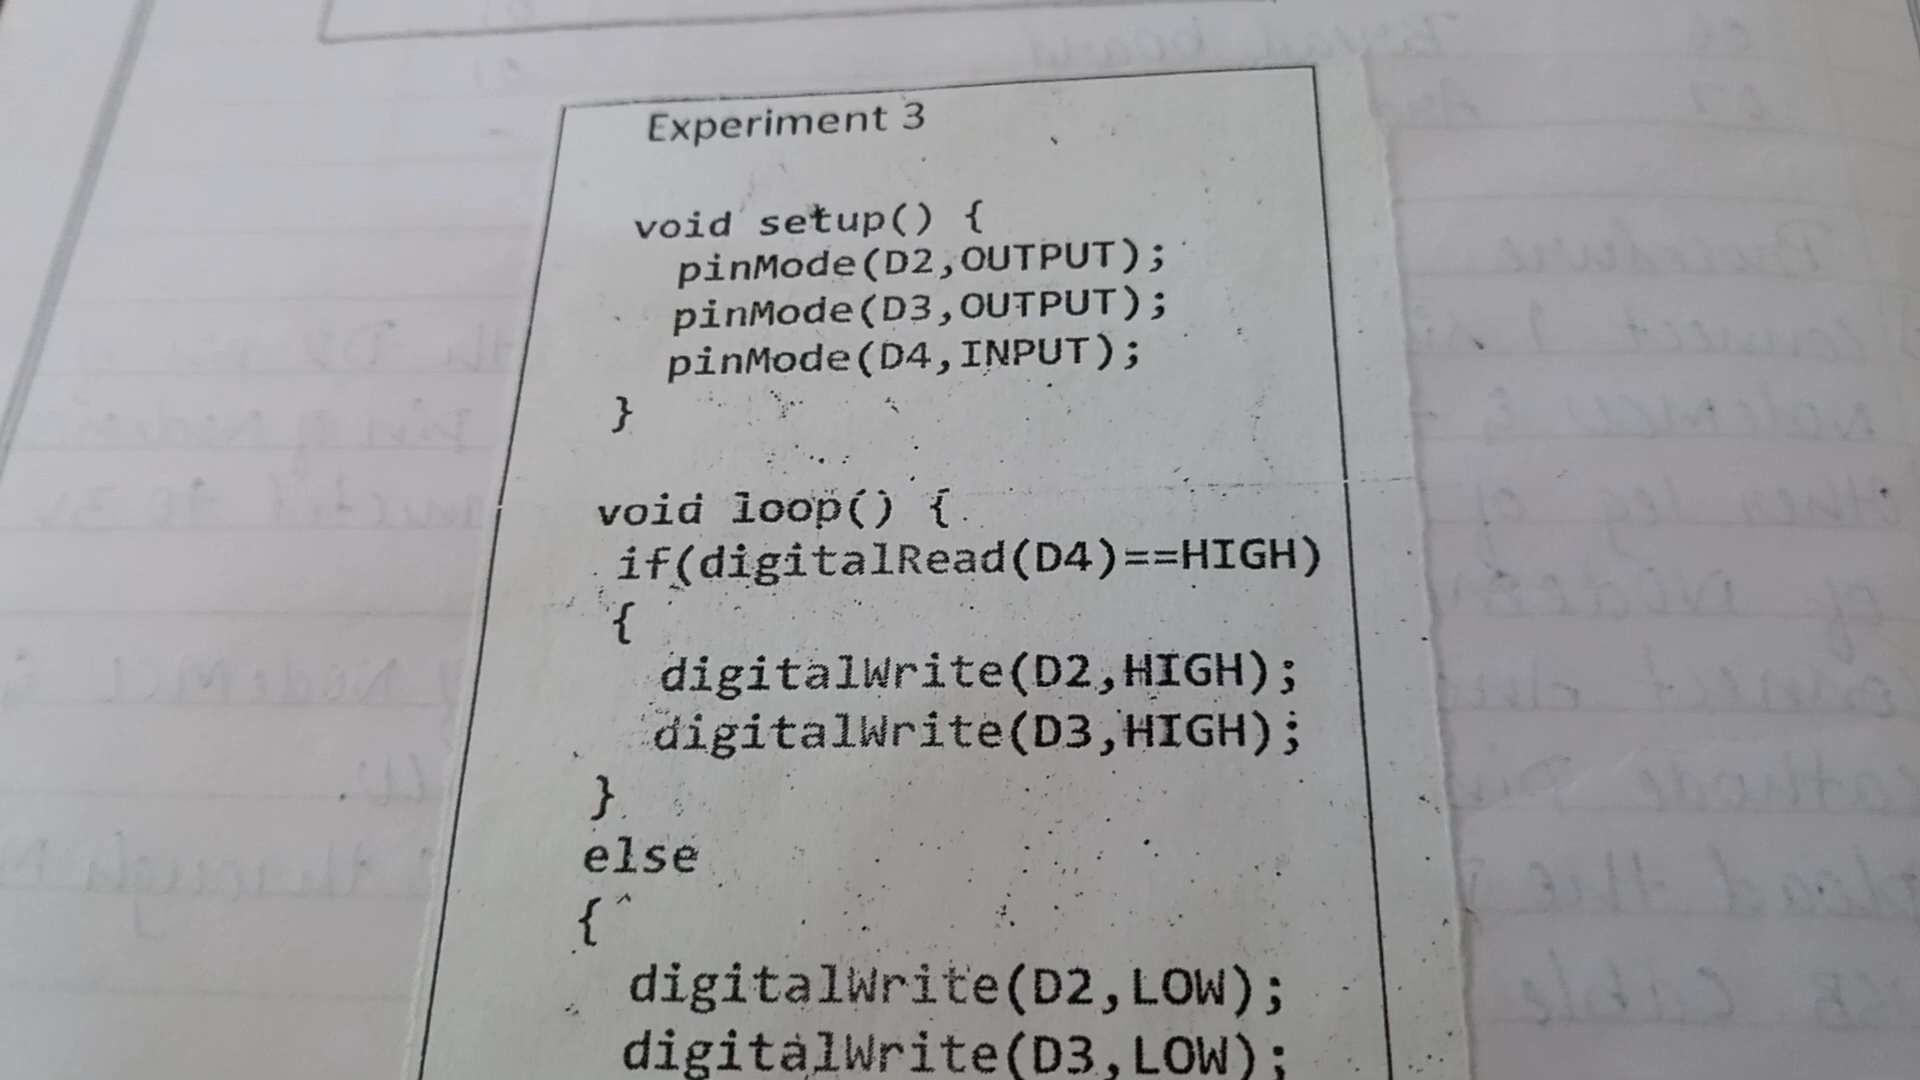 Experiment 3
void setup() {
pinMode(D2,OUTPUT);
pinMode(D3,OUTPUT);
pinMode(D4,INPUT);
}
void loop() {
if(digitalRead(D4)==HIGH)
{
digitalWrite(D2,HIGH);
digitalWrite(D3,HIGH);
}
else
{
digitalWrite(D2,LOW);
digitalWrite(D3,LOW);